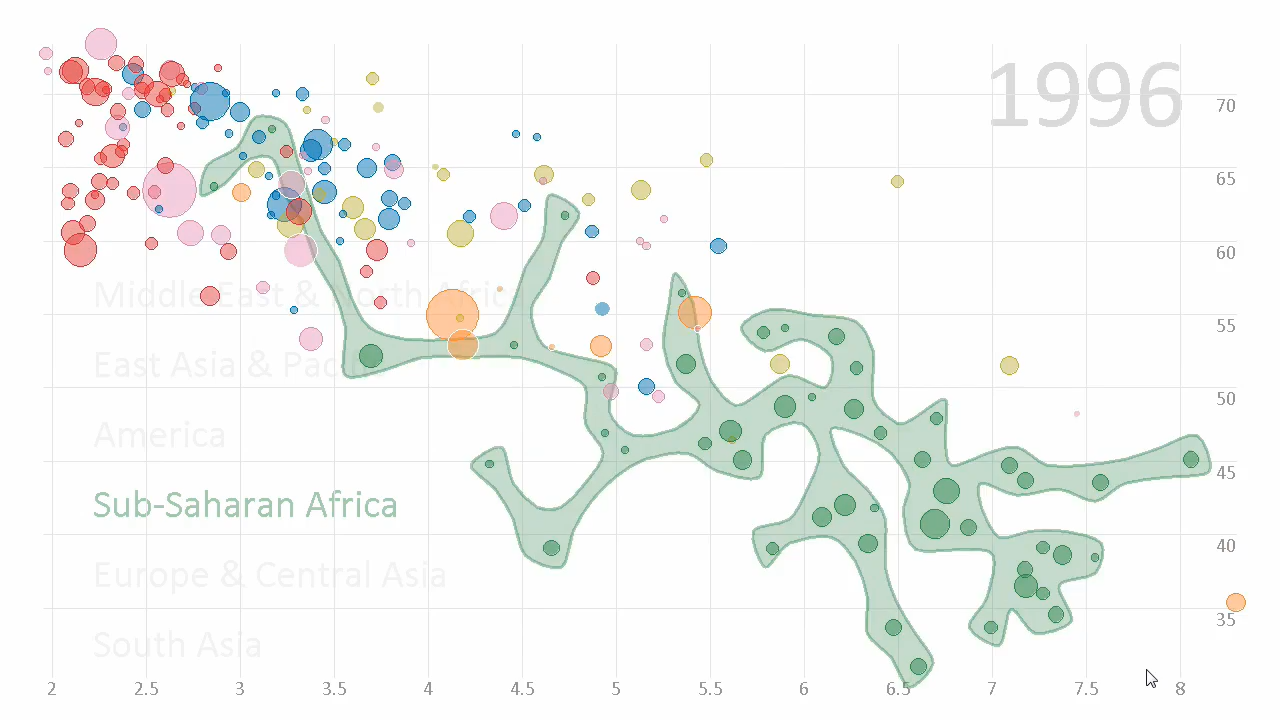 1996
70
65
60
55
50
45
40
35
Middle East & North Africa
East Asia & Pacific
America
Sub-Saharan Africa
Europe & Central Asia
South Asia
2 2.5 3 3.5 4 4.5 5 5.5 6 6.5 7 7.5 8